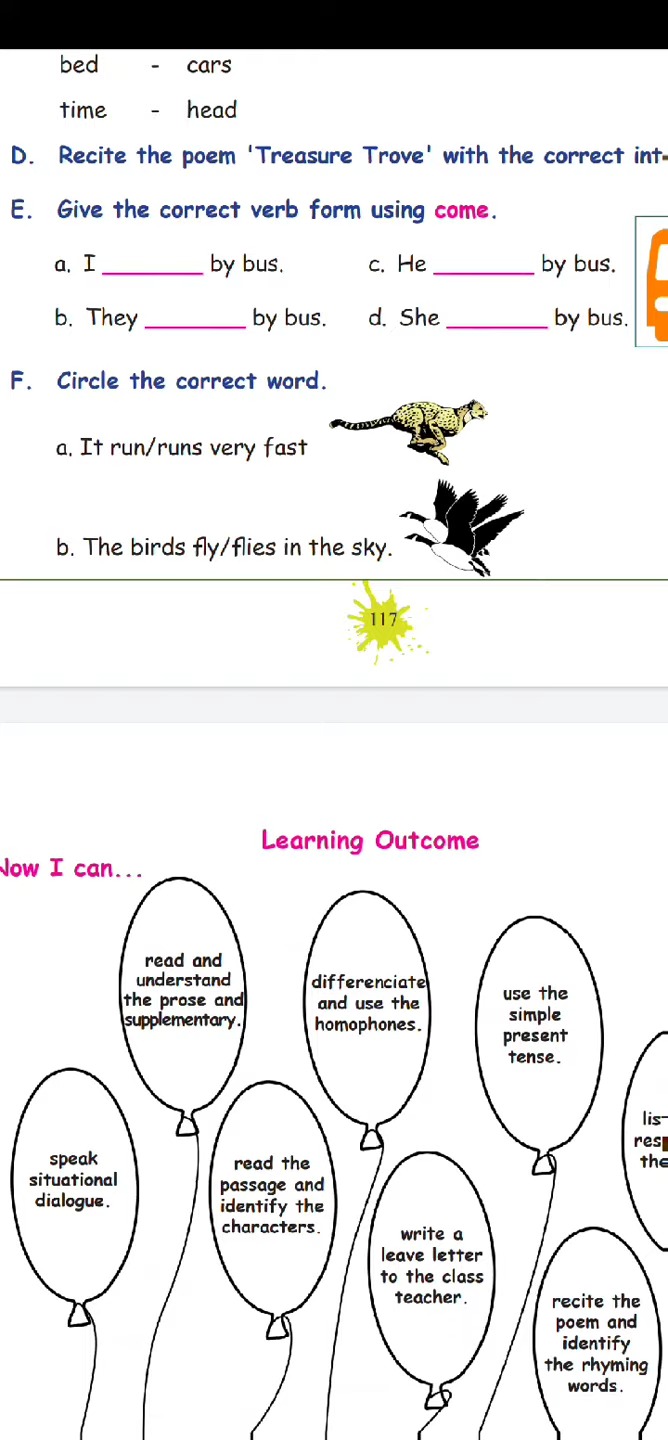 bed - cars
time - head
D. Recite the poem 'Treasure Trove' with the correct
E. Give the correct verb form using come.
a. I ________ by bus. c. He ________ by bus.
b. They ________ by bus. d. She ________ by bus.
F. Circle the correct word.
a. It run/runs very fast
b. The birds fly/flies in the sky.
117
Learning Outcome
Now I can...
read and
understand
the prose and
supplementary.
differenciate
and use the
homophones.
use the
simple
present
tense.
speak
situational
dialogue.
read the
passage and
identify the
characters.
write a
leave letter
to the class
teacher.
recite the
poem and
identify
the rhyming
words.